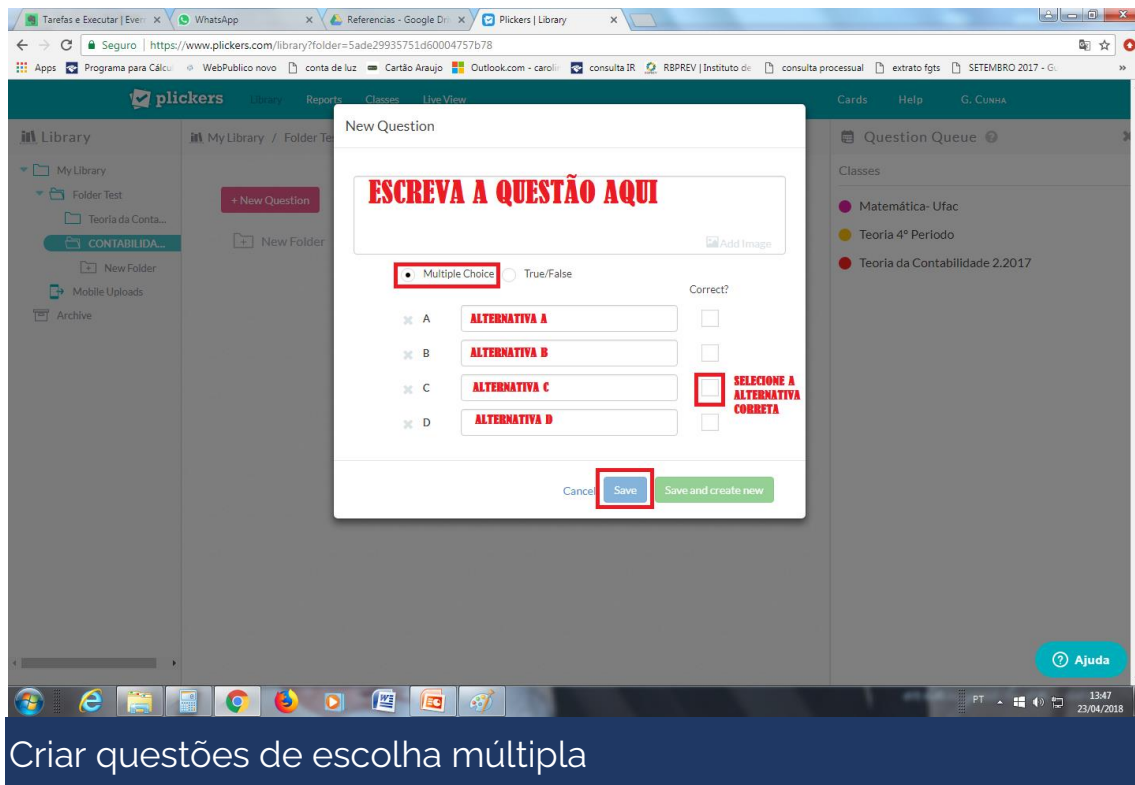 Tarefas e Executar | Even
WhatsApp
Referencias - Google Dri
Plickers | Library
Seguro | https://www.plickers.com/library?folder=5ade29935751d60004757b78
Apps
Programa para Cálcu
WebPublico novo
conta de luz
Cartão Araujo
Outlook.com - carolin
consulta IR
RBPREV | Instituto de
consulta processual
extrato fgts
SETEMBRO 2017 - G
plickers
Library
Reports
Classes
Live View
Cards
Help
G. CUNHA
Library
My Library / Folder Te
My Library
Folder Test
Teoria da Conta...
CONTABILIDA...
New Folder
Mobile Uploads
Archive
+ New Question
New Folder
New Question
ESCREVA A QUESTÃO AQUI
Add Image
Multiple Choice
True/False
Correct?
A ALTERNATIVA A
B ALTERNATIVA B
C ALTERNATIVA C
D ALTERNATIVA D
SELECIONE A
ALTERNATIVA
CORRETA
Cancel
Save
Save and create new
Question Queue
Classes
Matemática- Ufac
Teoria 4º Periodo
Teoria da Contabilidade 2.2017
Ajuda
PT
13:47
23/04/2018
Criar questões de escolha múltipla